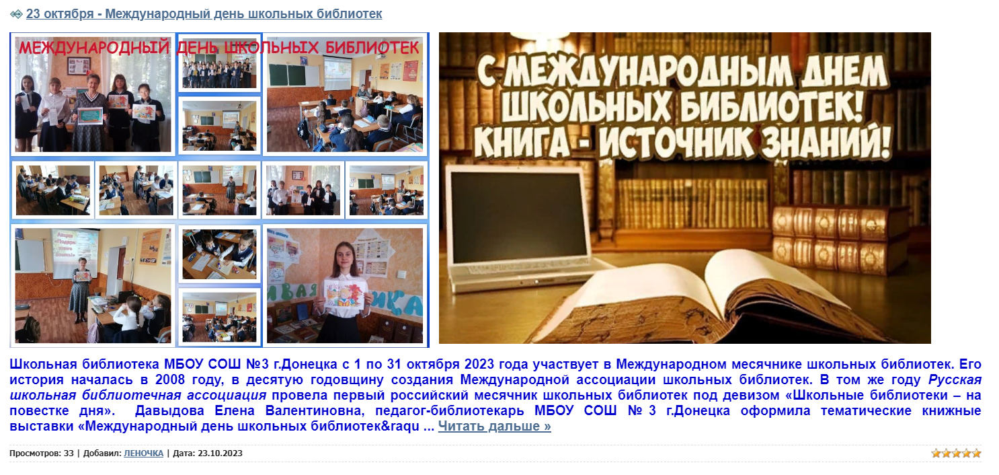 23 октября - Международный день школьных библиотек
МЕЖДУНАРОДНЫЙ ДЕНЬ ШКОЛЬНЫХ БИБЛИОТЕК
Акция
«Подари
книге
С МЕЖДУНАРОДНЫМ ДНЕМ
ШКОЛЬНЫХ БИБЛИОТЕК!
КНИГА - ИСТОЧНИК ЗНАНИЙ!
Школьная библиотека МБОУ СОШ №3 г.Донецка с 1 по 31 октября 2023 года участвует в Международном месячнике школьных библиотек. Его
история началась в 2008 году, в десятую годовщину создания Международной ассоциации школьных библиотек. В том же году Русская
школьная библиотечная ассоциация провела первый российский месячник школьных библиотек под девизом «Школьные библиотеки – на
повестке дня». Давыдова Елена Валентиновна, педагог-библиотекарь МБОУ СОШ №3 г.Донецка оформила тематические книжные
выставки «Международный день школьных библиотек&raqu ... Читать дальше »
Просмотров: 33 | Добавил: ЛЕНОЧКА | Дата: 23.10.2023